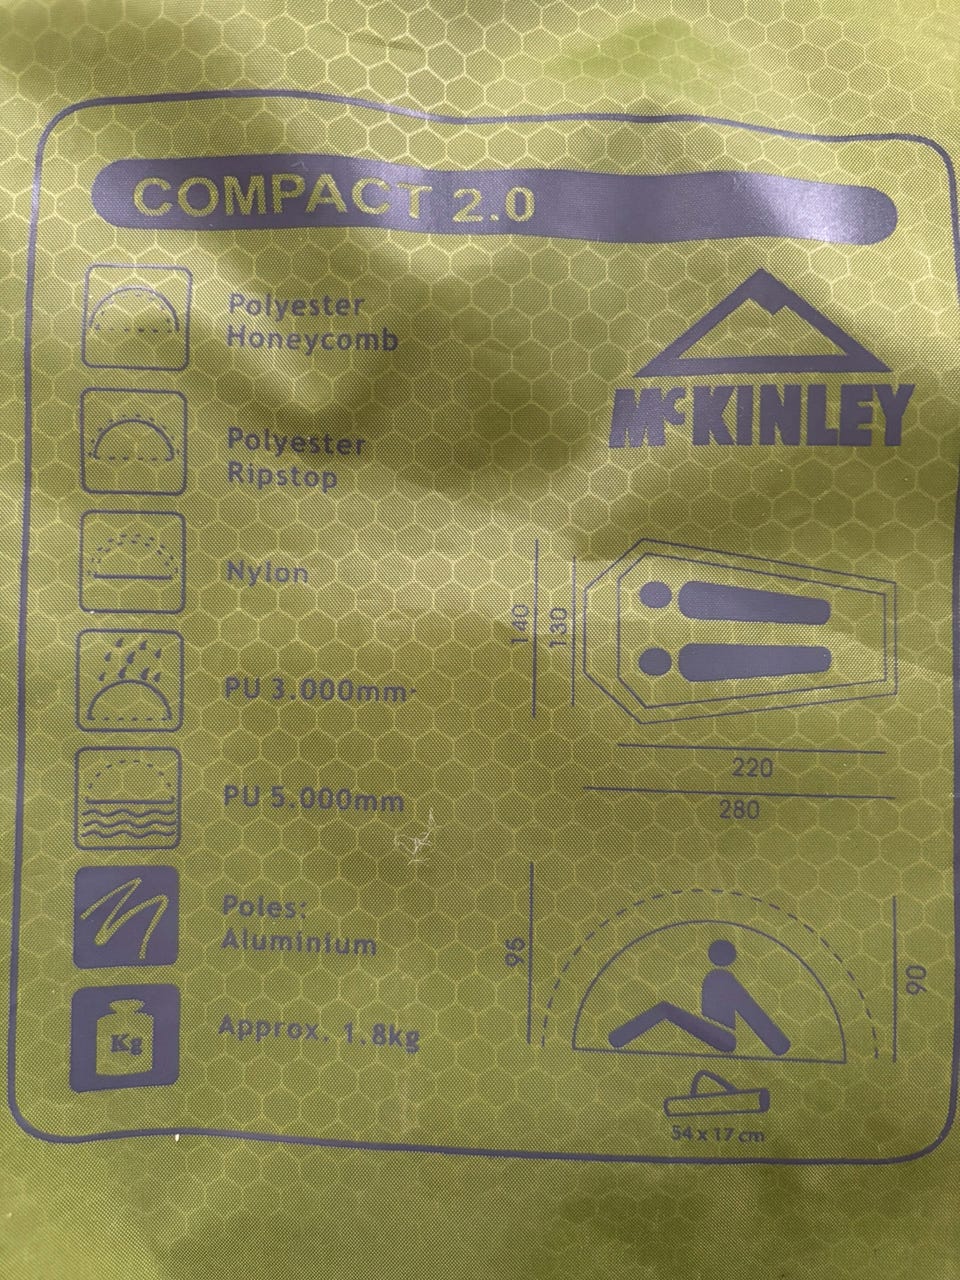 COMPACT 2.0
Polyester
Honeycomb
McKINLEY
Polyester
Ripstop
Nylon
140
130
PU 3.000mm
220
280
PU 5.000mm
Poles:
Aluminium
96
90
Kg
Approx. 1.8kg
54 x 17 cm